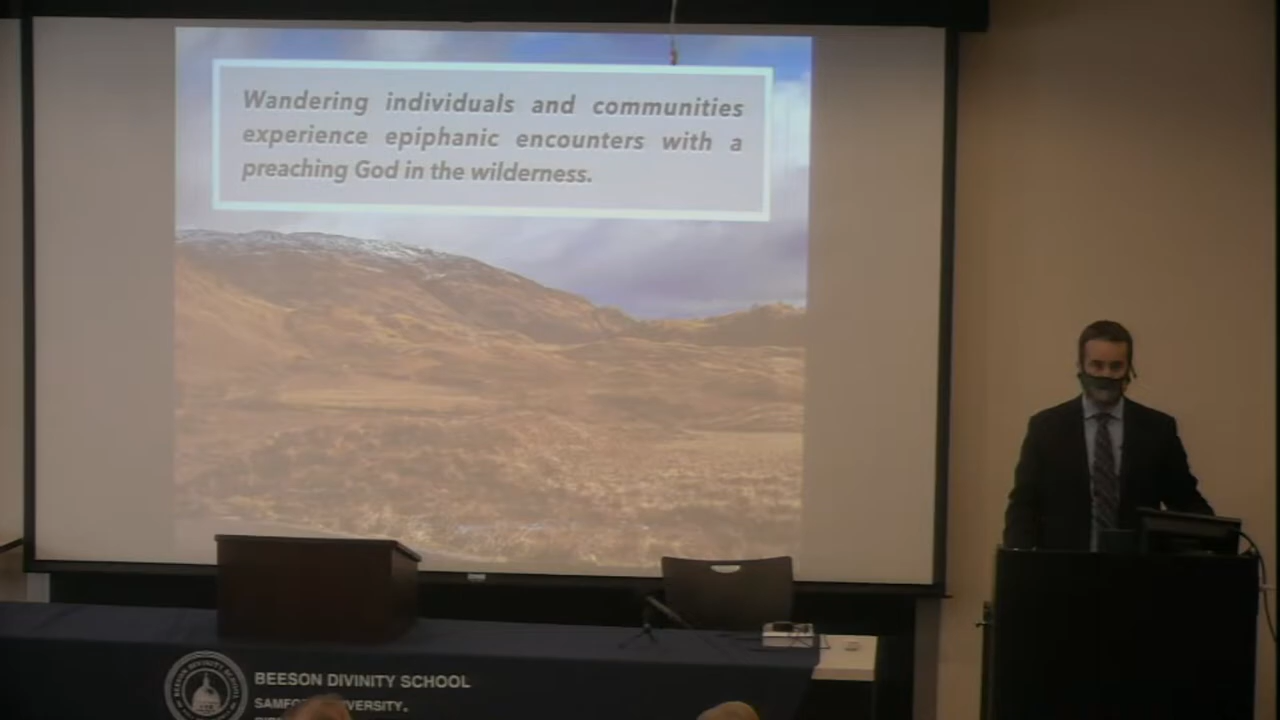 Wandering individuals and communities
experience epiphanic encounters with a
preaching God in the wilderness.
BEESON DIVINITY SCHOOL